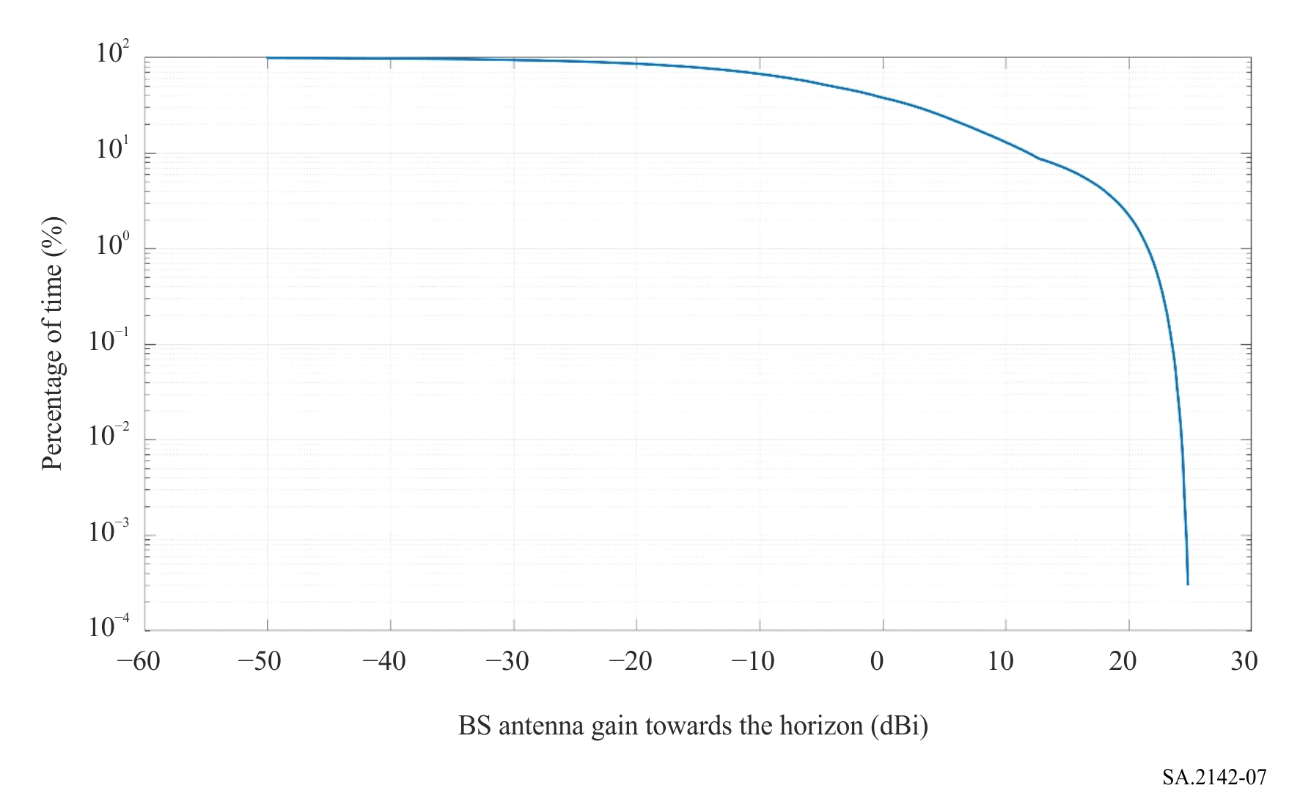 10²
10¹
10⁰
10⁻¹
10⁻²
10⁻³
10⁻⁴
Percentage of time (%)
−60 −50 −40 −30 −20 −10 0 10 20 30
BS antenna gain towards the horizon (dBi)
SA.2142-07